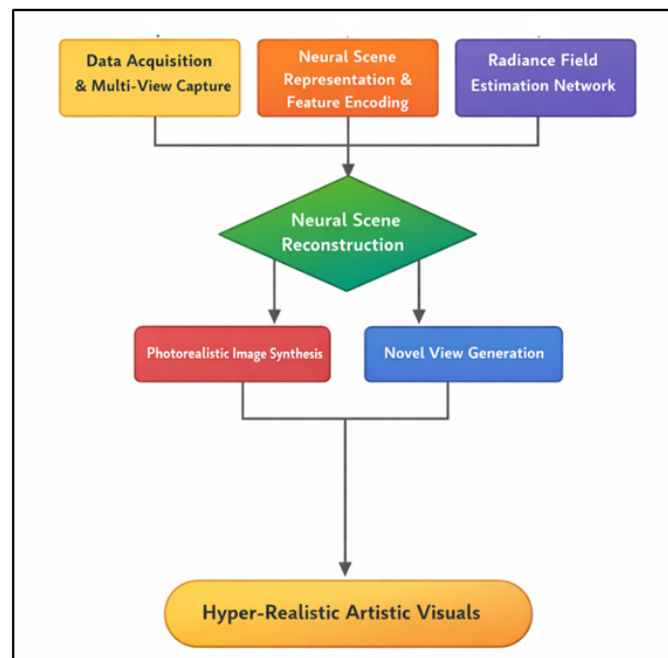 Data Acquisition
& Multi-View Capture
Neural Scene
Representation &
Feature Encoding
Radiance Field
Estimation Network
Neural Scene
Reconstruction
Photorealistic Image Synthesis
Novel View Generation
Hyper-Realistic Artistic Visuals